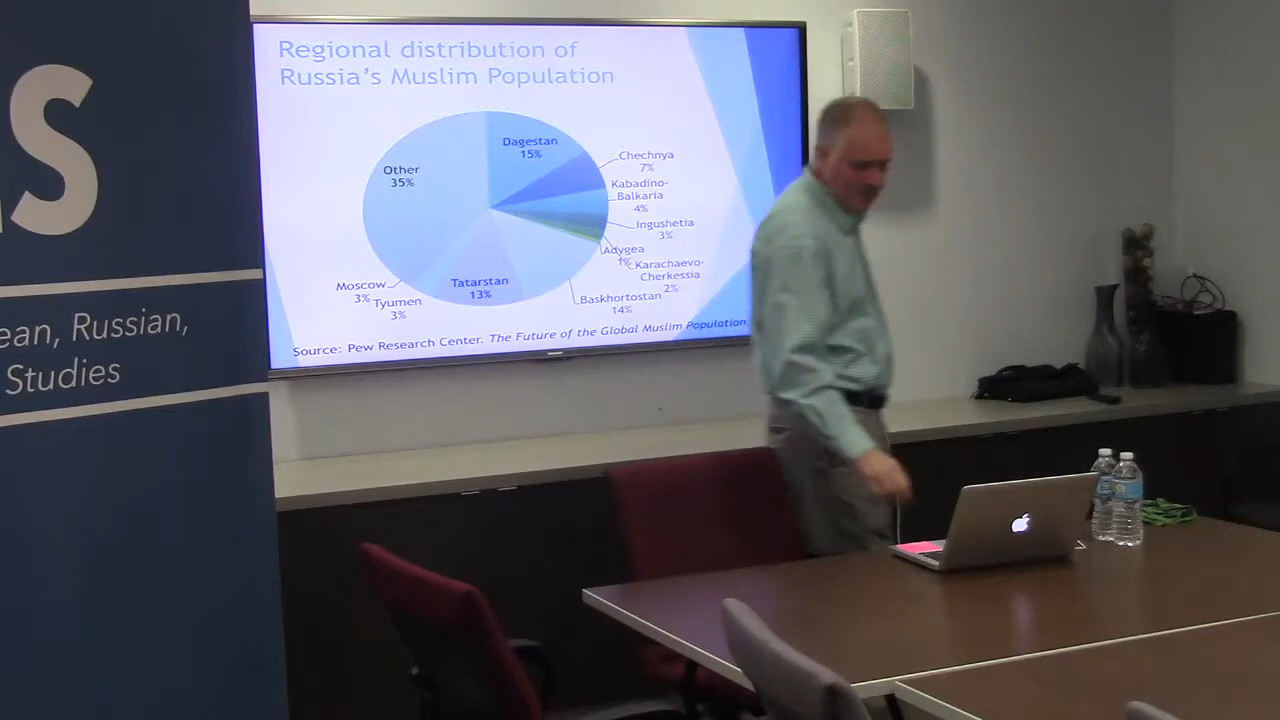 S
ean, Russian,
Studies
Regional distribution of
Russia's Muslim Population
Dagestan
15%
Chechnya
7%
Kabadino-
Balkaria
4%
Ingushetia
3%
Adygea
1%
Karachaevo-
Cherkessia
2%
Baskhortostan
14%
Tatarstan
13%
Tyumen
3%
Moscow
3%
Other
35%
Source: Pew Research Center. The Future of the Global Muslim Population.